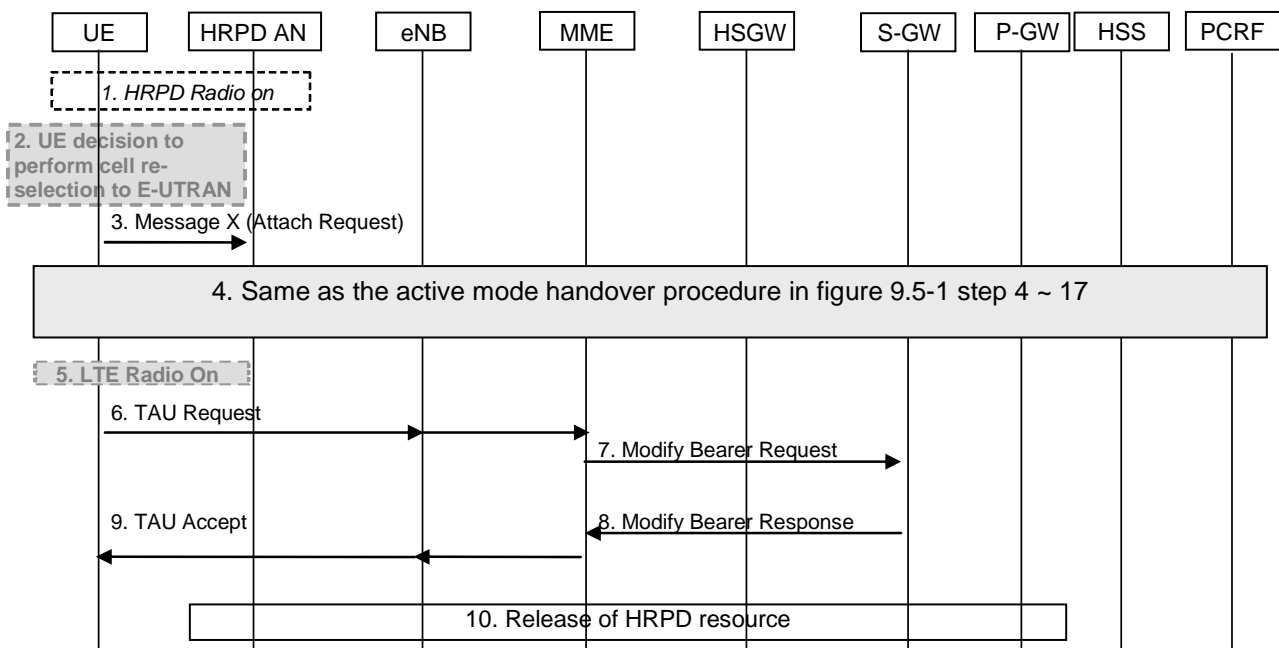 UE HRPD AN eNB MME HSGW S-GW P-GW HSS PCRF
1. HRPD Radio on
2. UE decision to
perform cell re-
selection to E-UTRAN
3. Message X (Attach Request)
4. Same as the active mode handover procedure in figure 9.5-1 step 4 ~ 17
5. LTE Radio On
6. TAU Request
7. Modify Bearer Request
9. TAU Accept
8. Modify Bearer Response
10. Release of HRPD resource